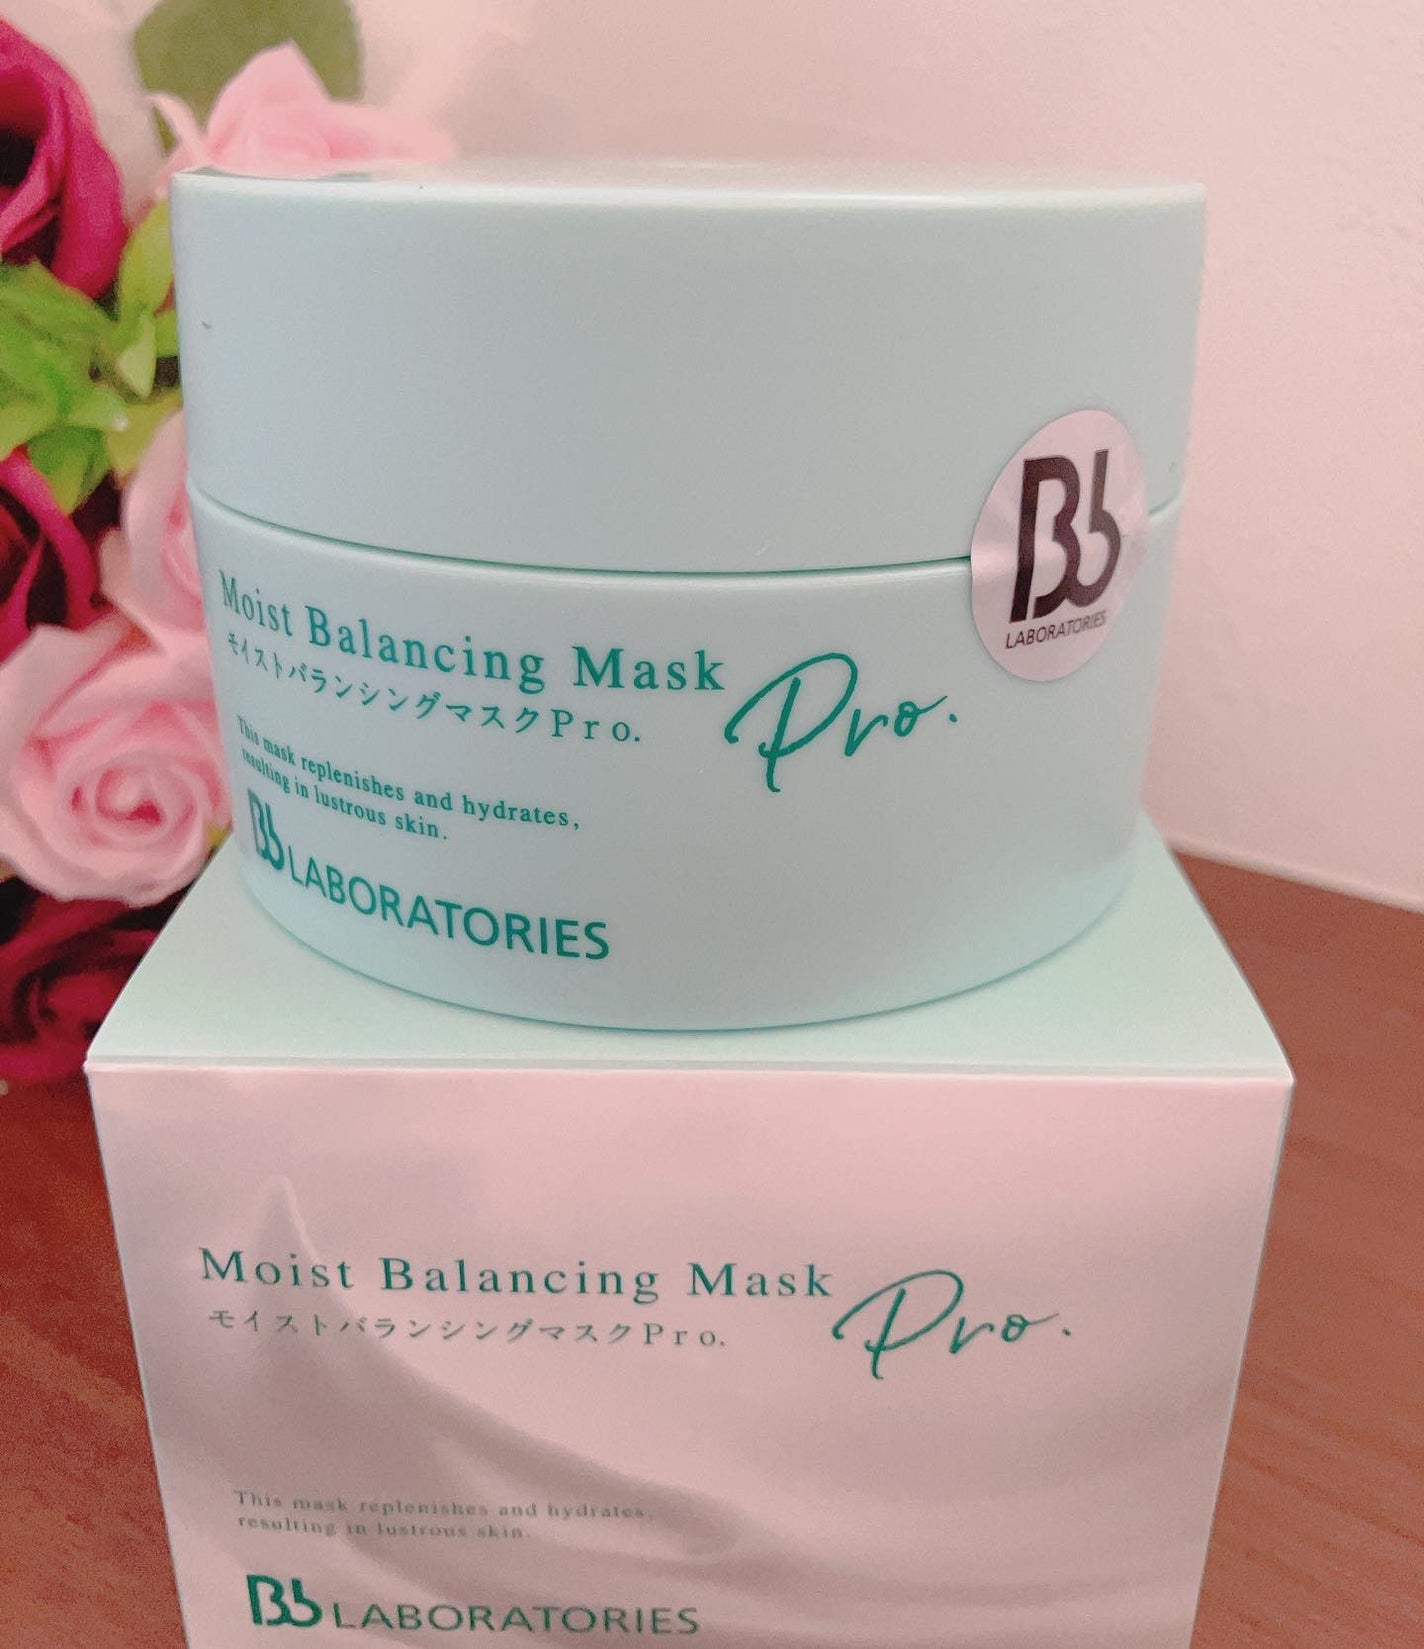 Bb
LABORATORIES
Moist Balancing Mask Pro.
モイストバランシングマスクPro.
This mask replenishes and hydrates,
resulting in lustrous skin.
Bb LABORATORIES
Moist Balancing Mask Pro.
モイストバランシングマスクPro.
This mask replenishes and hydrates,
resulting in lustrous skin.
Bb LABORATORIES